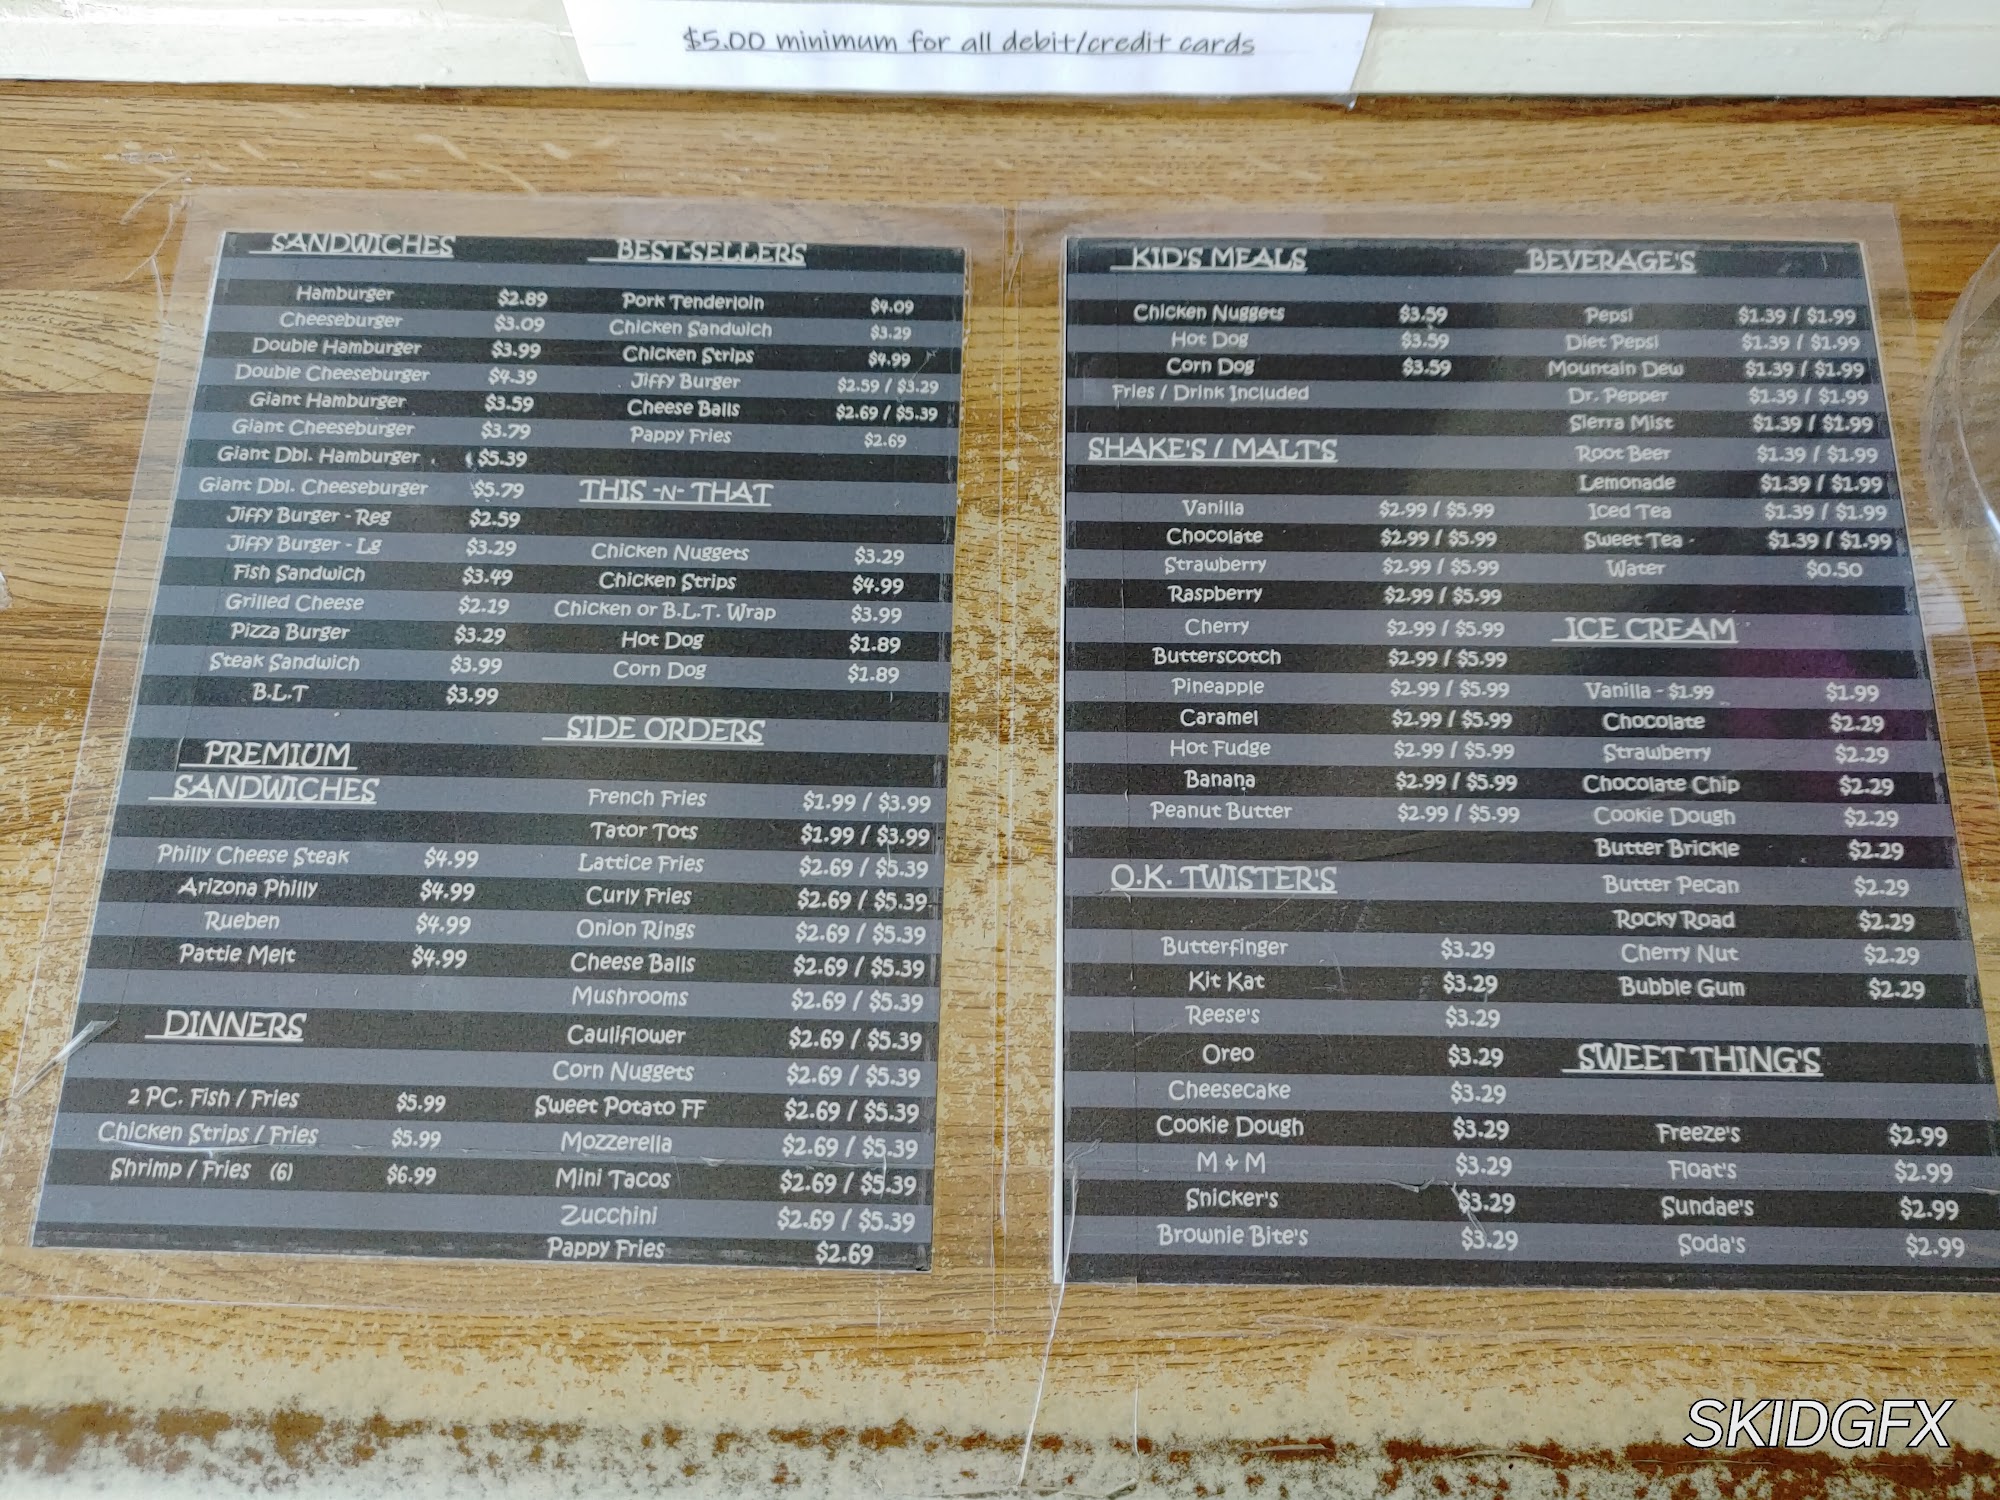 $5.00 minimum for all debit/credit cards
SANDWICHES
Hamburger $2.89
Cheeseburger $3.09
Double Hamburger $3.99
Double Cheeseburger $4.39
Giant Hamburger $3.59
Giant Cheeseburger $3.79
Giant Dbl. Hamburger $5.39
Giant Dbl. Cheeseburger $5.79
Jiffy Burger - Reg $2.59
Jiffy Burger - Lg $3.29
Fish Sandwich $3.49
Grilled Cheese $2.19
Pizza Burger $3.29
Steak Sandwich $3.99
B.L.T $3.99
PREMIUM
SANDWICHES
Philly Cheese Steak $4.99
Arizona Philly $4.99
Rueben $4.99
Pattie Melt $4.99
DINNERS
2 PC. Fish / Fries $5.99
Chicken Strips / Fries $5.99
Shrimp / Fries (6) $6.99
BEST-SELLERS
Pork Tenderloin $4.09
Chicken Sandwich $3.29
Chicken Strips $4.99
Jiffy Burger $2.59 / $3.29
Cheese Balls $2.69 / $5.39
Pappy Fries $2.69
THIS -N- THAT
Chicken Nuggets $3.29
Chicken Strips $4.99
Chicken or B.L.T. Wrap $3.99
Hot Dog $1.89
Corn Dog $1.89
SIDE ORDERS
French Fries $1.99 / $3.99
Tator Tots $1.99 / $3.99
Lattice Fries $2.69 / $5.39
Curly Fries $2.69 / $5.39
Onion Rings $2.69 / $5.39
Cheese Balls $2.69 / $5.39
Mushrooms $2.69 / $5.39
Cauliflower $2.69 / $5.39
Corn Nuggets $2.69 / $5.39
Sweet Potato FF $2.69 / $5.39
Mozzerella $2.69 / $5.39
Mini Tacos $2.69 / $5.39
Zucchini $2.69 / $5.39
Pappy Fries $2.69
KID'S MEALS
Chicken Nuggets $3.59
Hot Dog $3.59
Corn Dog $3.59
Fries / Drink Included
SHAKE'S / MALT'S
Vanilla $2.99 / $5.99
Chocolate $2.99 / $5.99
Strawberry $2.99 / $5.99
Raspberry $2.99 / $5.99
Cherry $2.99 / $5.99
Butterscotch $2.99 / $5.99
Pineapple $2.99 / $5.99
Caramel $2.99 / $5.99
Hot Fudge $2.99 / $5.99
Banana $2.99 / $5.99
Peanut Butter $2.99 / $5.99
O.K. TWISTER'S
Butterfinger $3.29
Kit Kat $3.29
Reese's $3.29
Oreo $3.29
Cheesecake $3.29
Cookie Dough $3.29
M & M $3.29
Snicker's $3.29
Brownie Bite's $3.29
BEVERAGE'S
Pepsi $1.39 / $1.99
Diet Pepsi $1.39 / $1.99
Mountain Dew $1.39 / $1.99
Dr. Pepper $1.39 / $1.99
Sierra Mist $1.39 / $1.99
Root Beer $1.39 / $1.99
Lemonade $1.39 / $1.99
Iced Tea $1.39 / $1.99
Sweet Tea $1.39 / $1.99
Water $0.50
ICE CREAM
Vanilla - $1.99 $1.99
Chocolate $2.29
Strawberry $2.29
Chocolate Chip $2.29
Cookie Dough $2.29
Butter Brickle $2.29
Butter Pecan $2.29
Rocky Road $2.29
Cherry Nut $2.29
Bubble Gum $2.29
SWEET THING'S
Freeze's $2.99
Float's $2.99
Sundae's $2.99
Soda's $2.99
SKIDGFX